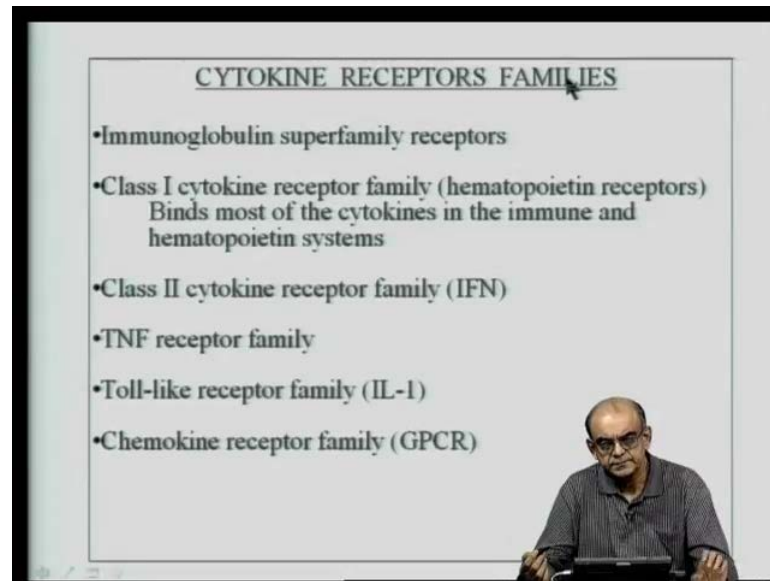 CYTOKINE RECEPTORS FAMILIES
•Immunoglobulin superfamily receptors
•Class I cytokine receptor family (hematopoietin receptors)
Binds most of the cytokines in the immune and
hematopoietin systems
•Class II cytokine receptor family (IFN)
•TNF receptor family
•Toll-like receptor family (IL-1)
•Chemokine receptor family (GPCR)